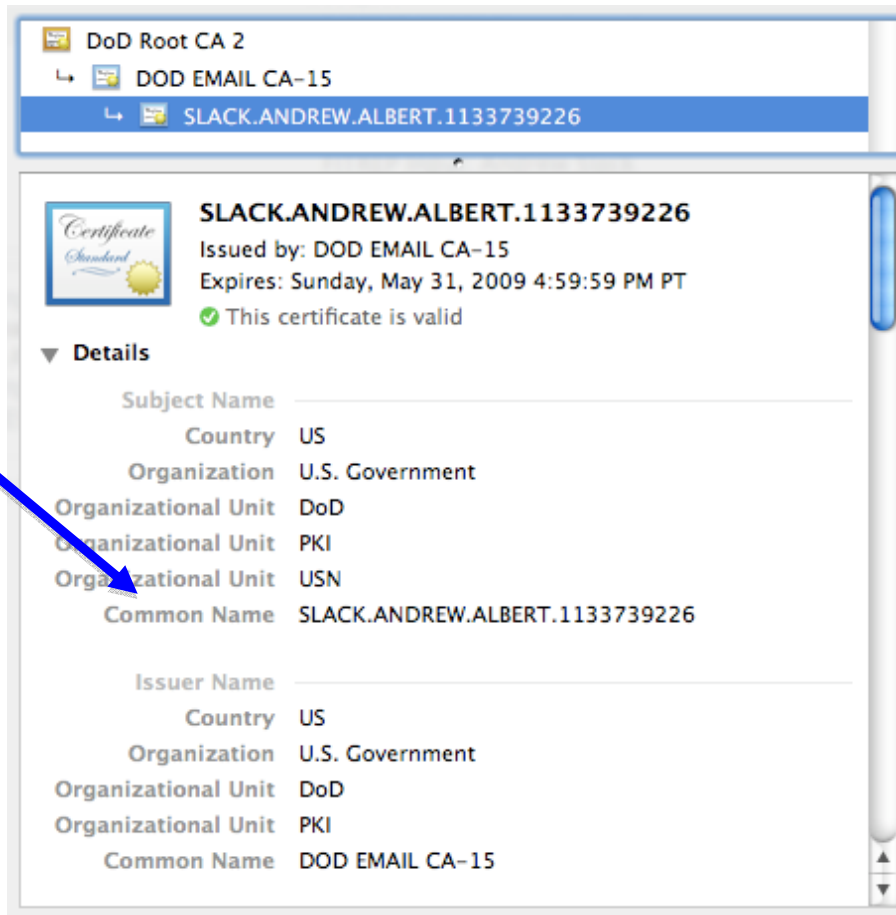 DoD Root CA 2
DOD EMAIL CA-15
SLACK.ANDREW.ALBERT.1133739226
Certificate
Standard
SLACK.ANDREW.ALBERT.1133739226
Issued by: DOD EMAIL CA-15
Expires: Sunday, May 31, 2009 4:59:59 PM PT
This certificate is valid
Details
Subject Name
Country US
Organization U.S. Government
Organizational Unit DoD
Organizational Unit PKI
Organizational Unit USN
Common Name SLACK.ANDREW.ALBERT.1133739226
Issuer Name
Country US
Organization U.S. Government
Organizational Unit DoD
Organizational Unit PKI
Common Name DOD EMAIL CA-15